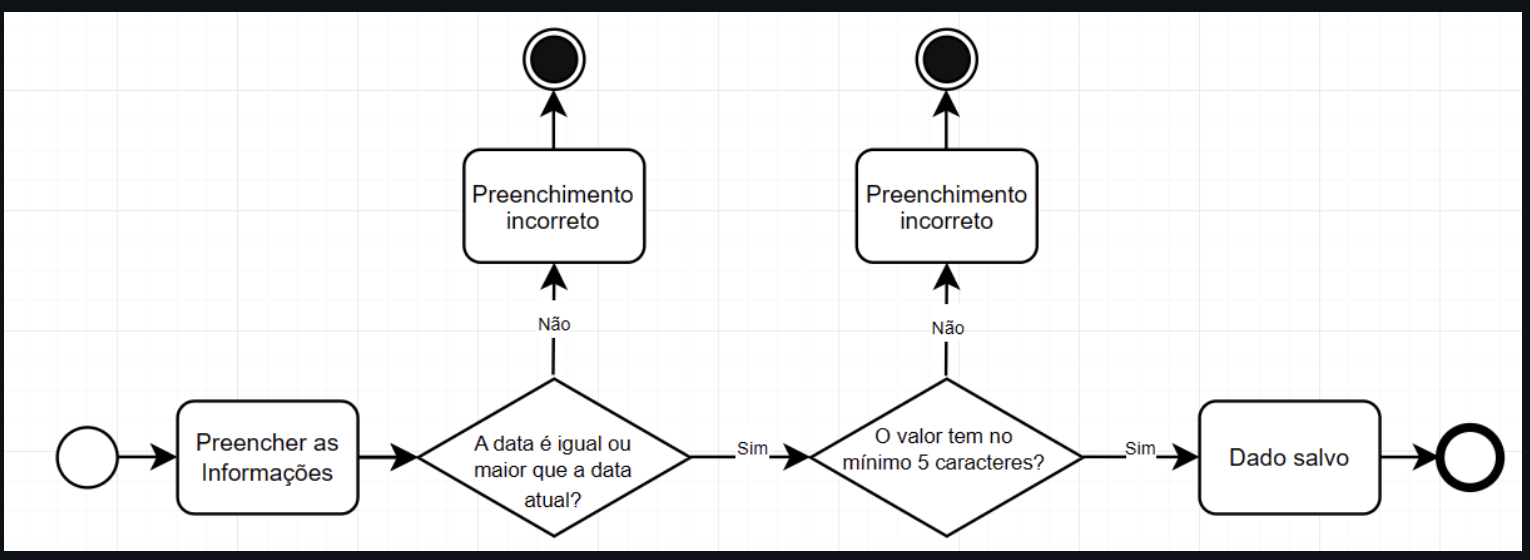 Preenchimento
incorreto
Preenchimento
incorreto
Não
Não
Preencher as
Informações
A data é igual ou
maior que a data
atual?
Sim
O valor tem no
mínimo 5 caracteres?
Sim
Dado salvo